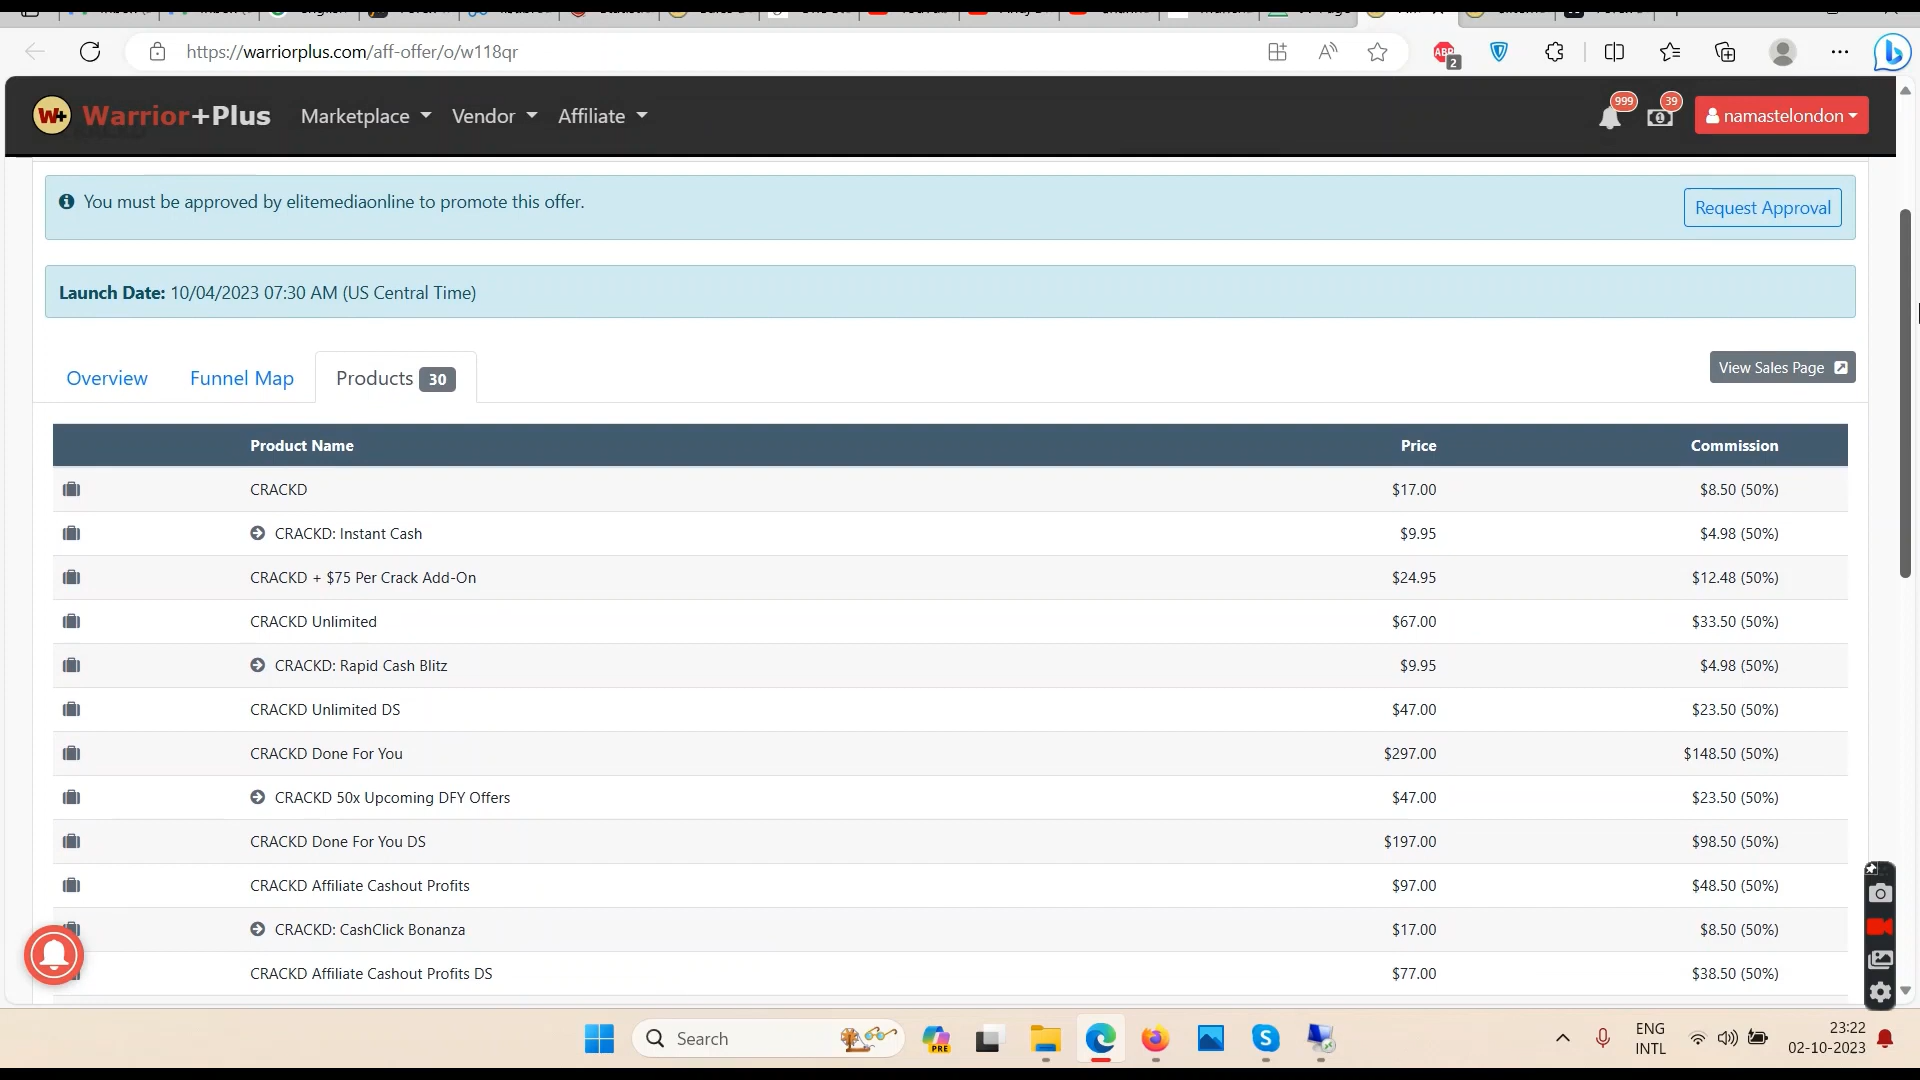 https://warriorplus.com/aff-offer/o/w118qr
ABP 2
W+ Warrior+Plus Marketplace Vendor Affiliate 999 39 namastelondon
You must be approved by elitemediaonline to promote this offer. Request Approval
Launch Date: 10/04/2023 07:30 AM (US Central Time)
Overview Funnel Map Products 30 View Sales Page
Product Name Price Commission
CRACKD $17.00 $8.50 (50%)
CRACKD: Instant Cash $9.95 $4.98 (50%)
CRACKD + $75 Per Crack Add-On $24.95 $12.48 (50%)
CRACKD Unlimited $67.00 $33.50 (50%)
CRACKD: Rapid Cash Blitz $9.95 $4.98 (50%)
CRACKD Unlimited DS $47.00 $23.50 (50%)
CRACKD Done For You $297.00 $148.50 (50%)
CRACKD 50x Upcoming DFY Offers $47.00 $23.50 (50%)
CRACKD Done For You DS $197.00 $98.50 (50%)
CRACKD Affiliate Cashout Profits $97.00 $48.50 (50%)
CRACKD: CashClick Bonanza $17.00 $8.50 (50%)
CRACKD Affiliate Cashout Profits DS $77.00 $38.50 (50%)
Search PRE ENG 23:22
INTL 02-10-2023